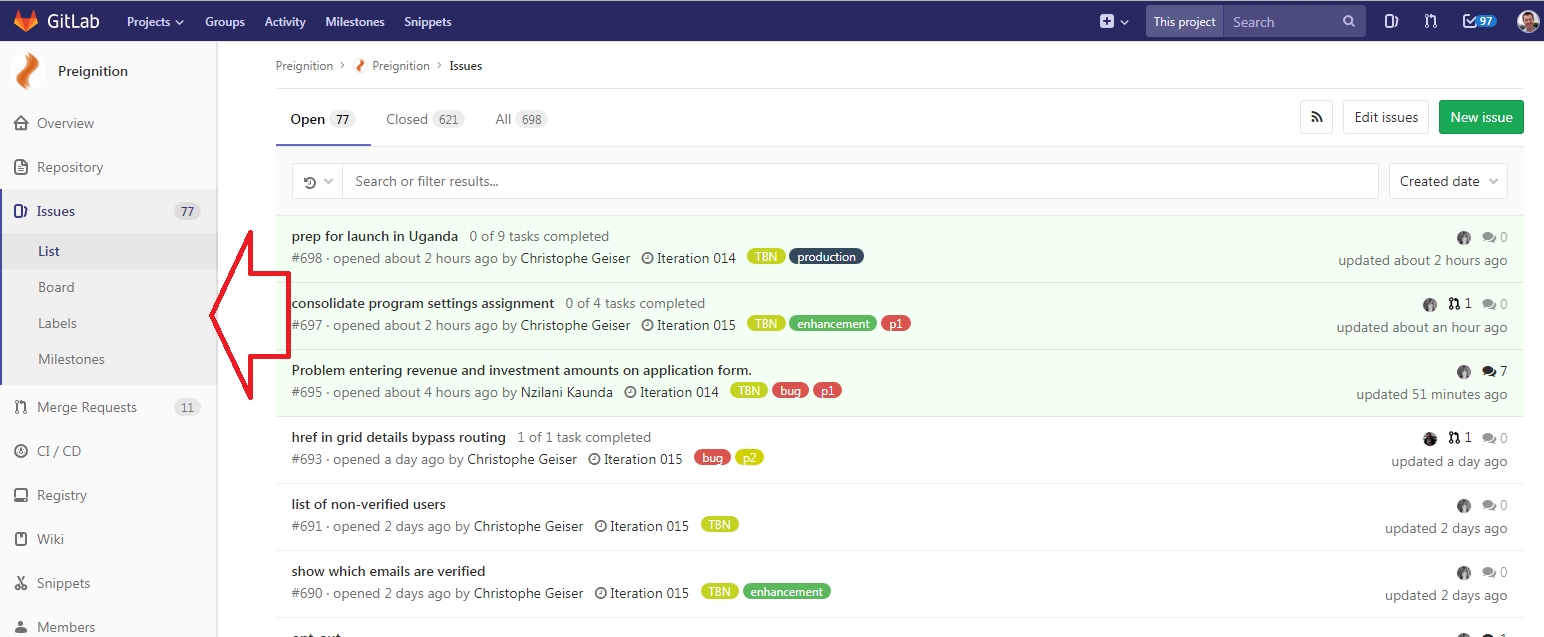 GitLab Projects Groups Activity Milestones Snippets This project Search 97
Preignition
Overview
Repository
Issues 77
List
Board
Labels
Milestones
Merge Requests 11
CI / CD
Registry
Wiki
Snippets
Members
Preignition › Preignition › Issues
Open 77 Closed 621 All 698 Edit issues New issue
Search or filter results... Created date
prep for launch in Uganda 0 of 9 tasks completed 0
#698 · opened about 2 hours ago by Christophe Geiser Iteration 014 TBN production updated about 2 hours ago
consolidate program settings assignment 0 of 4 tasks completed 1 0
#697 · opened about 2 hours ago by Christophe Geiser Iteration 015 TBN enhancement p1 updated about an hour ago
Problem entering revenue and investment amounts on application form. 7
#695 · opened about 4 hours ago by Nzilani Kaunda Iteration 014 TBN bug p1 updated 51 minutes ago
href in grid details bypass routing 1 of 1 task completed 1 0
#693 · opened a day ago by Christophe Geiser Iteration 015 bug p2 updated a day ago
list of non-verified users 0
#691 · opened 2 days ago by Christophe Geiser Iteration 015 TBN updated 2 days ago
show which emails are verified 0
#690 · opened 2 days ago by Christophe Geiser Iteration 015 TBN enhancement updated 2 days ago